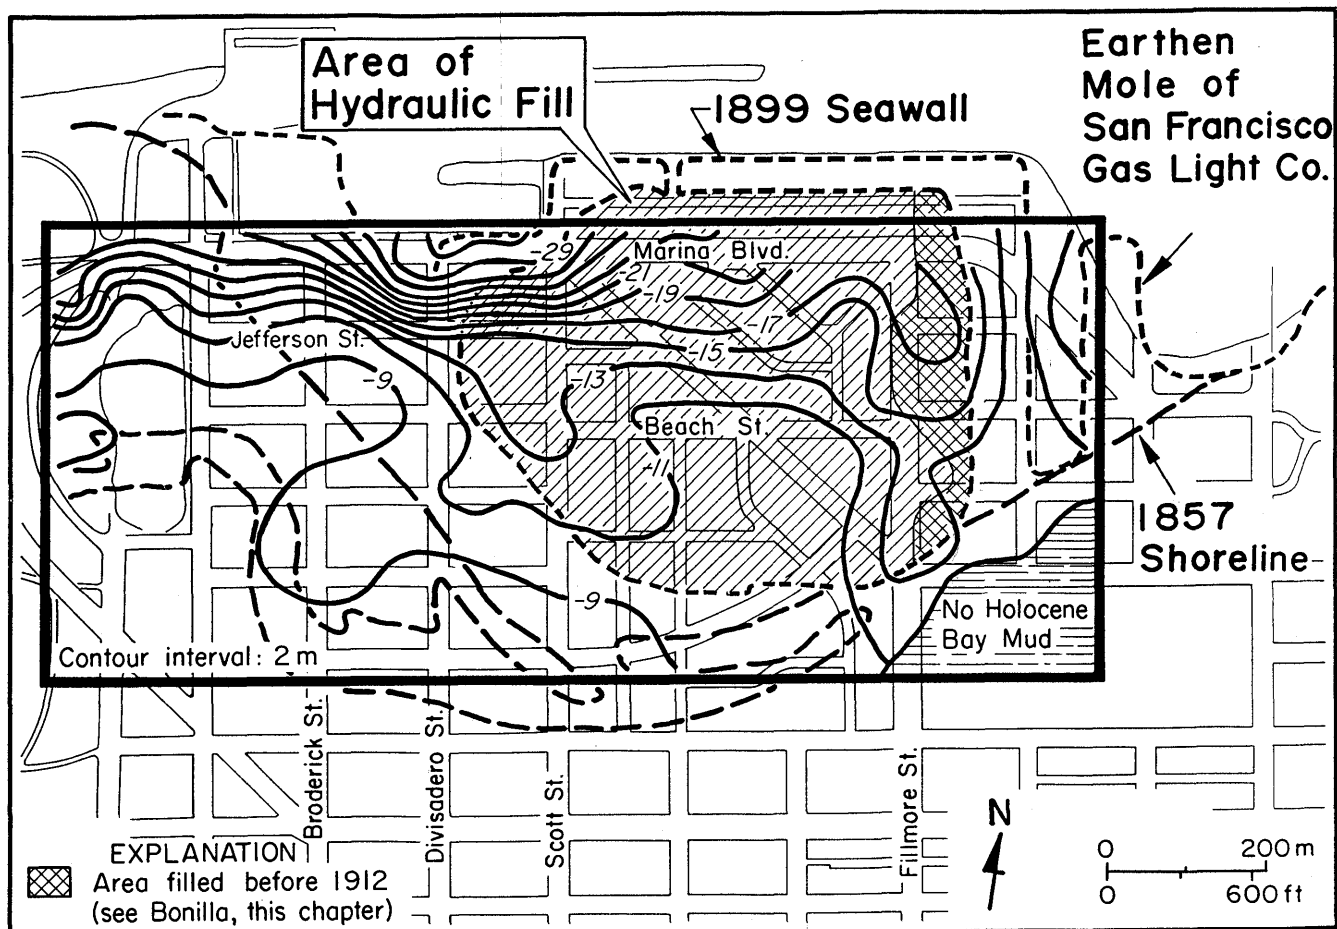 Area of
Hydraulic Fill
1899 Seawall
Earthen
Mole of
San Francisco
Gas Light Co.
-29
Marina Blvd.
-21
-19
-17
Jefferson St.
-15
-9
-13
Beach St.
-11
1857
Shoreline
-9
No Holocene
Bay Mud
Contour interval: 2 m
Broderick St.
Divisadero St.
Scott St.
Fillmore St.
N
0 200 m
0 600 ft
EXPLANATION
Area filled before 1912
(see Bonilla, this chapter)